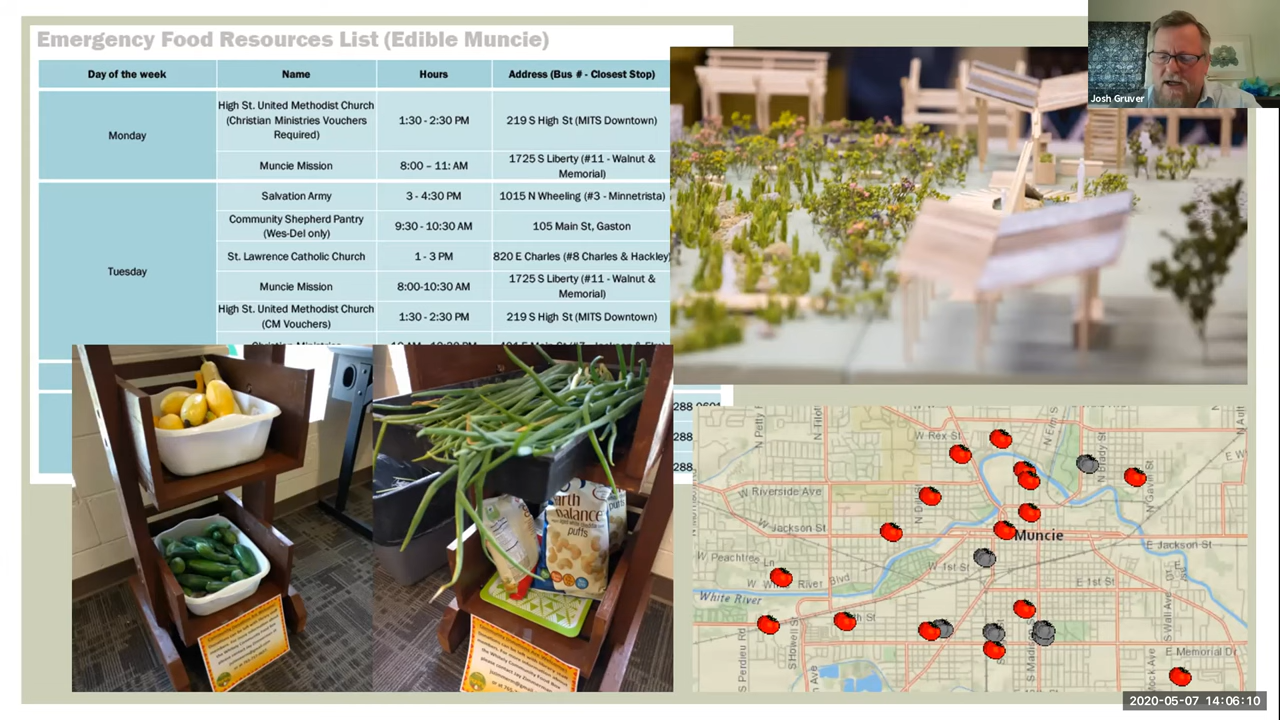 Emergency Food Resources List (Edible Muncie)
Day of the week
Name
Hours
Address (Bus # - Closest Stop)
Monday
High St. United Methodist Church
(Christian Ministries Vouchers
Required)
1:30 - 2:30 PM
219 S High St (MITS Downtown)
Muncie Mission
8:00 – 11: AM
1725 S Liberty (#11 - Walnut &
Memorial)
Tuesday
Salvation Army
3 - 4:30 PM
1015 N Wheeling (#3 - Minnetrista)
Community Shepherd Pantry
(Wes-Del only)
9:30 - 10:30 AM
105 Main St, Gaston
St. Lawrence Catholic Church
1 - 3 PM
820 E Charles (#8 Charles & Hackley)
Muncie Mission
8:00-10:30 AM
1725 S Liberty (#11 - Walnut &
Memorial)
High St. United Methodist Church
(CM Vouchers)
1:30 - 2:30 PM
219 S High St (MITS Downtown)
288
288.
Josh Gruver
earth
balance
puffs
W Rex St
W Riverside Ave
W Jackson St
Muncie
E Jackson St
W Peachtree
Ln
W 1st St
E 1st St
River Blvd
White River
S Perdieu Rd
S Howell St
E Memorial Dr
2020-05-07 14:06:10